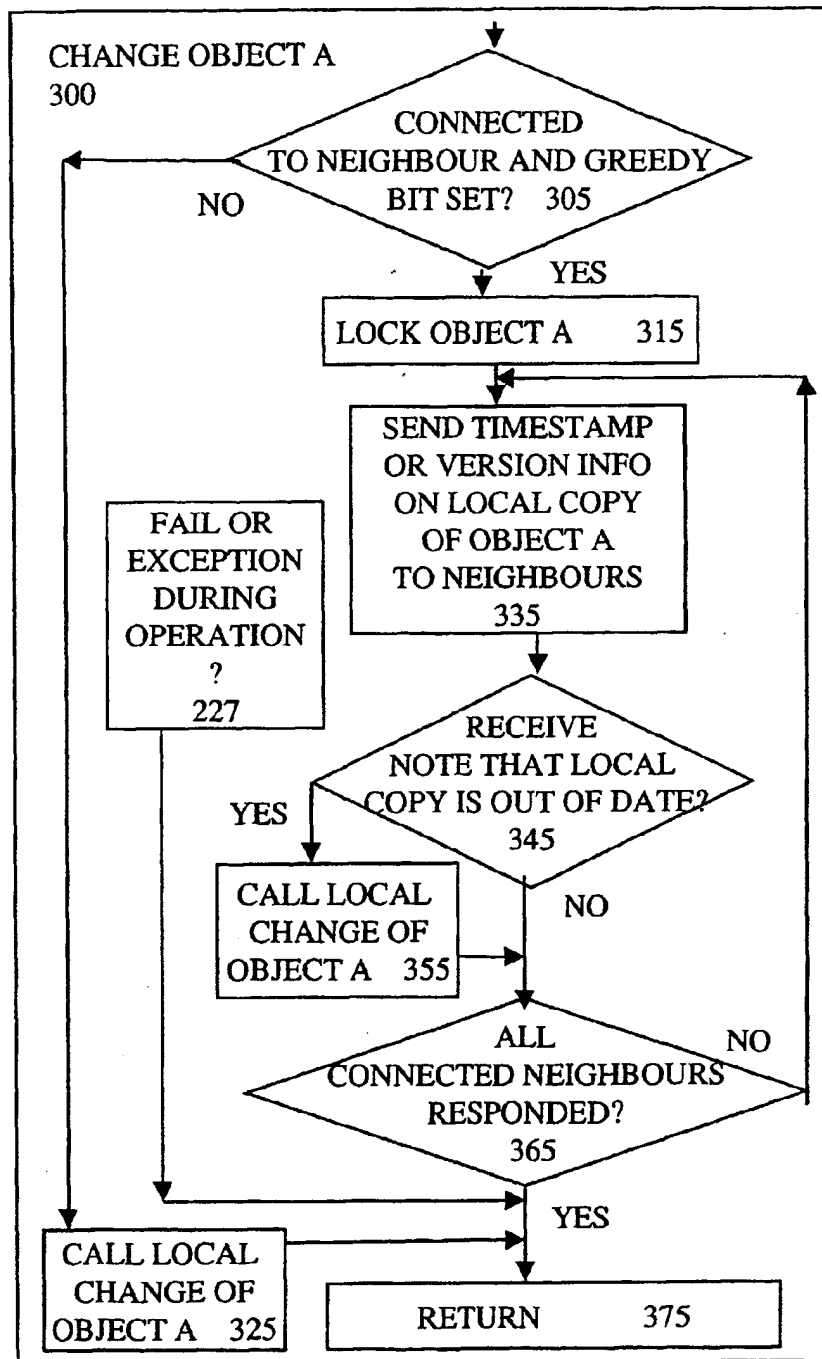 CHANGE OBJECT A
300
CONNECTED
TO NEIGHBOUR AND GREEDY
BIT SET? 305
NO
YES
LOCK OBJECT A 315
SEND TIMESTAMP
OR VERSION INFO
ON LOCAL COPY
OF OBJECT A
TO NEIGHBOURS
335
FAIL OR
EXCEPTION
DURING
OPERATION
?
227
RECEIVE
NOTE THAT LOCAL
COPY IS OUT OF DATE?
345
YES
NO
CALL LOCAL
CHANGE OF
OBJECT A 355
ALL
CONNECTED NEIGHBOURS
RESPONDED?
365
NO
YES
CALL LOCAL
CHANGE OF
OBJECT A 325
RETURN 375